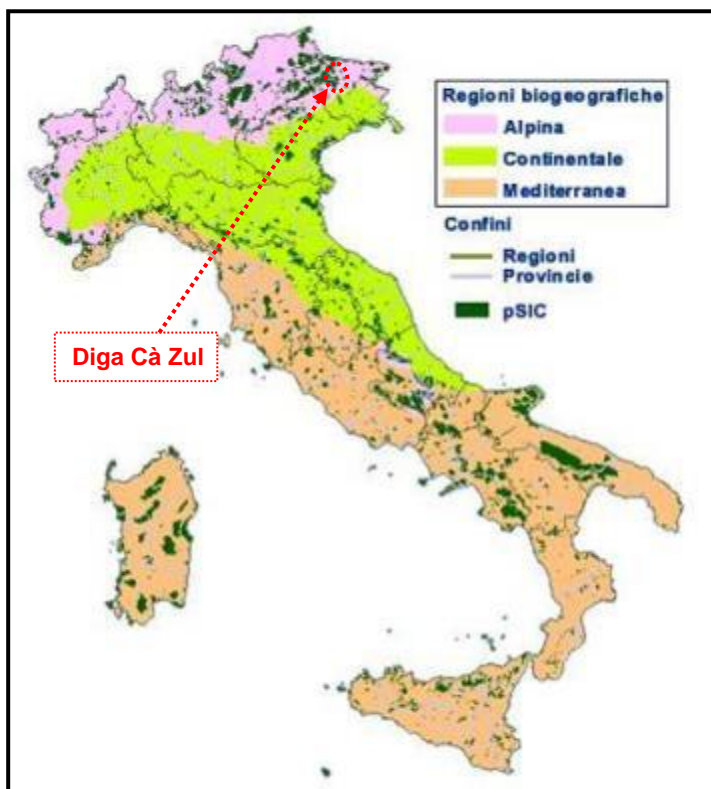 Regioni biogeografiche
Alpina
Continentale
Mediterranea
Confini
Regioni
Provincie
pSIC
Diga Cà Zul